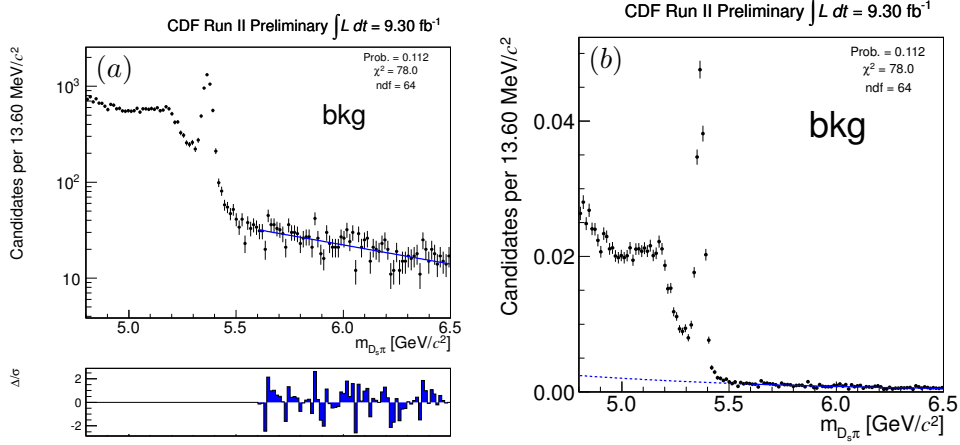 CDF Run II Preliminary ∫L dt = 9.30 fb⁻¹
(a)
Prob. = 0.112
χ² = 78.0
ndf = 64
bkg
Candidates per 13.60 MeV/c²
10³
10²
10
5.0 5.5 6.0 6.5
m_{D_sπ} [GeV/c²]
Δ/σ
2
0
-2
CDF Run II Preliminary ∫L dt = 9.30 fb⁻¹
(b)
Prob. = 0.112
χ² = 78.0
ndf = 64
bkg
Candidates per 13.60 MeV/c²
0.04
0.02
0.00
5.0 5.5 6.0 6.5
m_{D_sπ} [GeV/c²]